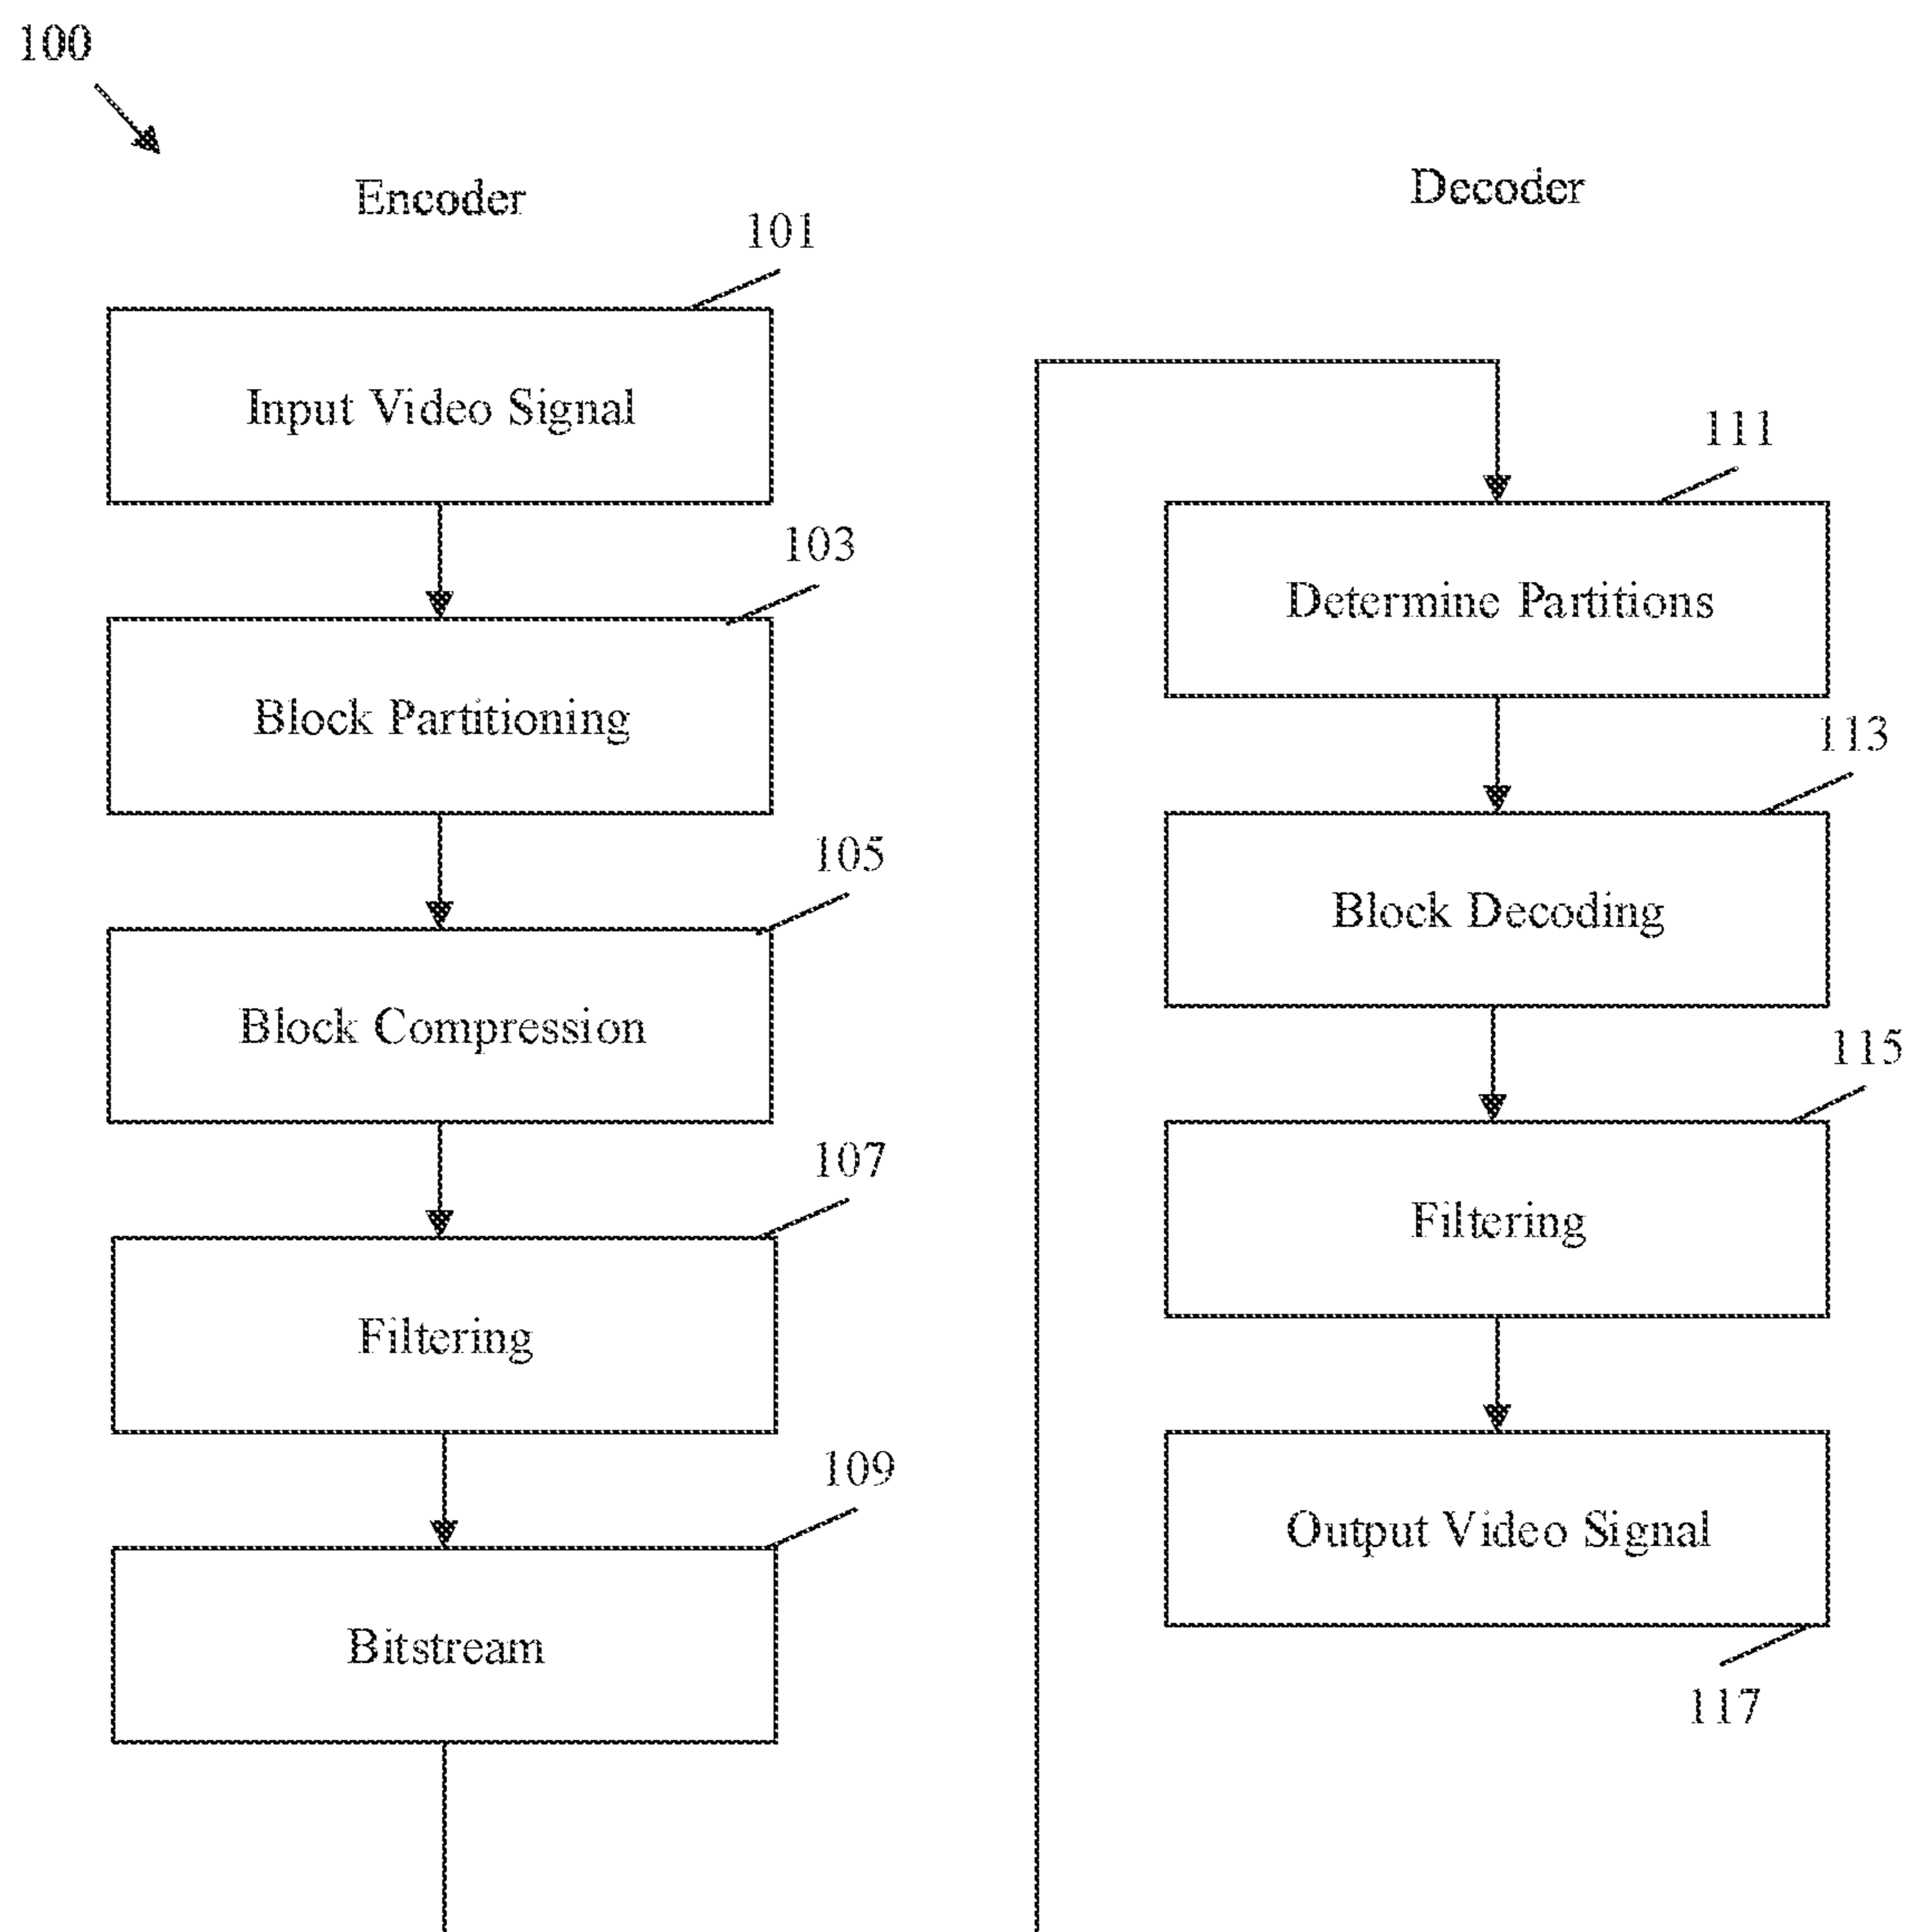 100
Encoder
101
Input Video Signal
103
Block Partitioning
105
Block Compression
107
Filtering
109
Bitstream
Decoder
111
Determine Partitions
113
Block Decoding
115
Filtering
Output Video Signal
117